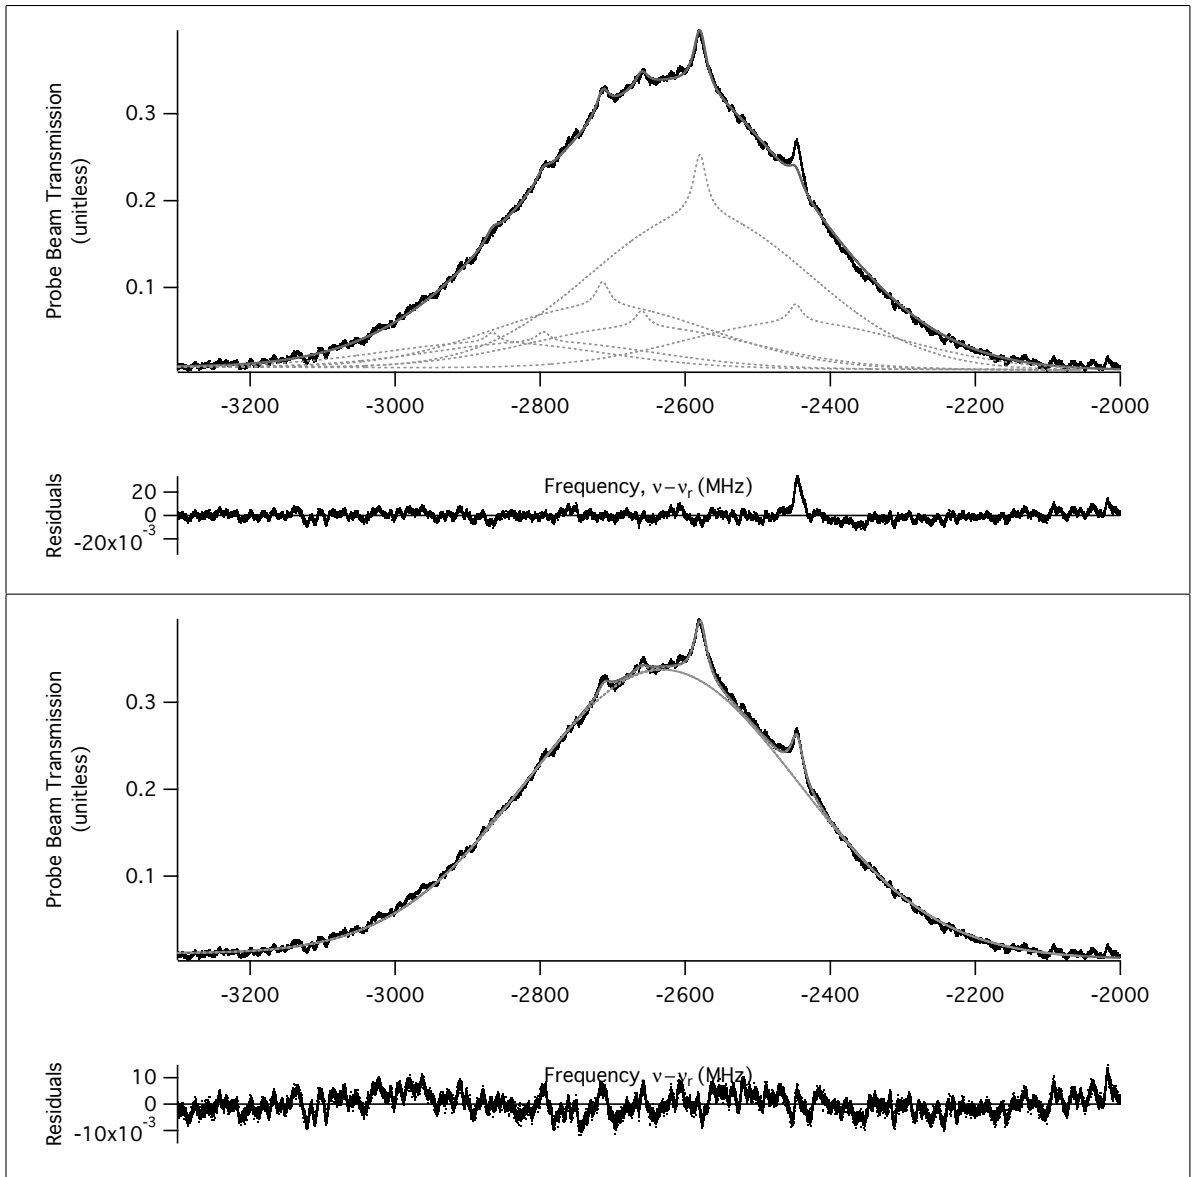 Probe Beam Transmission
(unitless)
0.3
0.2
0.1
-3200 -3000 -2800 -2600 -2400 -2200 -2000
Frequency, ν−νr (MHz)
Residuals
20
0
-20x10-3
Probe Beam Transmission
(unitless)
0.3
0.2
0.1
-3200 -3000 -2800 -2600 -2400 -2200 -2000
Frequency, ν−νr (MHz)
Residuals
10
0
-10x10-3